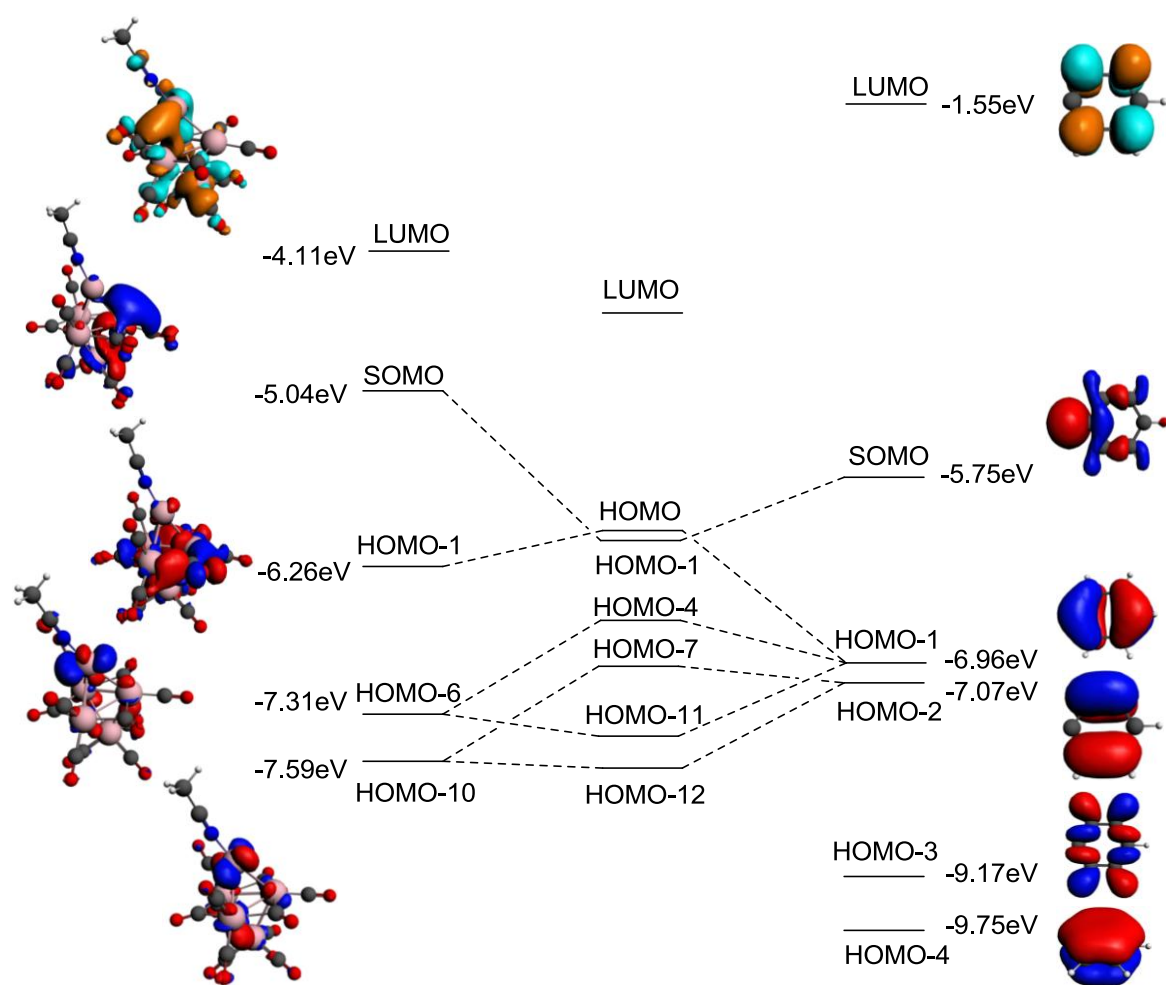 LUMO
-1.55eV
LUMO
-4.11eV
LUMO
SOMO
-5.04eV
SOMO
-5.75eV
HOMO
HOMO-1
-6.26eV
HOMO-1
HOMO-4
HOMO-1
-6.96eV
HOMO-7
-7.07eV
HOMO-6
-7.31eV
HOMO-11
HOMO-2
-7.59eV
HOMO-10
HOMO-12
HOMO-3
-9.17eV
-9.75eV
HOMO-4